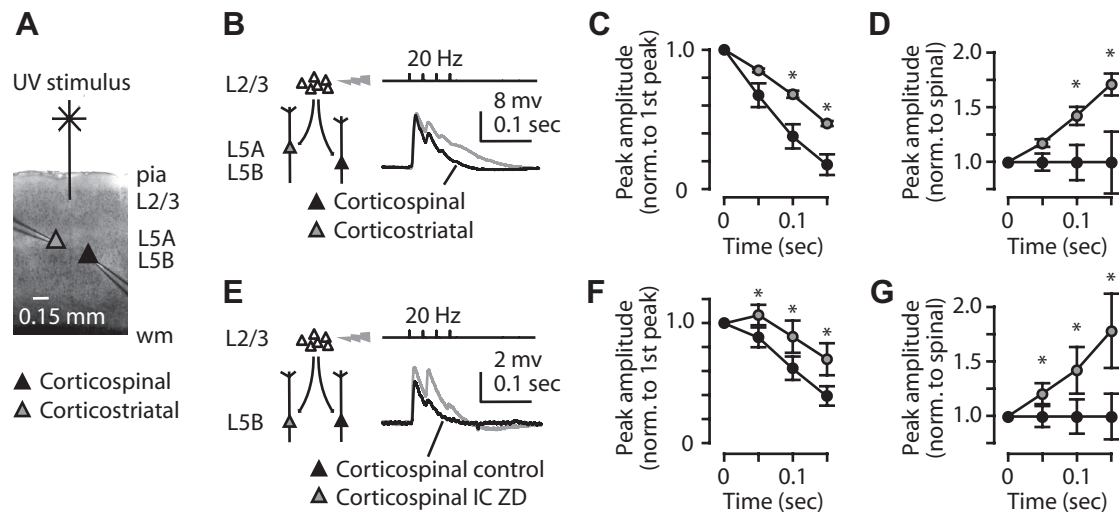 A
UV stimulus
pia
L2/3
L5A
L5B
0.15 mm
wm
Corticospinal
Corticostriatal
B
20 Hz
L2/3
8 mv
0.1 sec
L5A
L5B
Corticospinal
Corticostriatal
C
Peak amplitude
(norm. to 1st peak)
1.0
0
*
*
0
0.1
Time (sec)
D
Peak amplitude
(norm. to spinal)
2.0
1.5
1.0
*
*
0
0.1
Time (sec)
E
20 Hz
L2/3
2 mv
0.1 sec
L5B
Corticospinal control
Corticospinal IC ZD
F
Peak amplitude
(norm. to 1st peak)
1.0
0
*
*
*
0
0.1
Time (sec)
G
Peak amplitude
(norm. to spinal)
2.0
1.5
1.0
*
*
*
0
0.1
Time (sec)